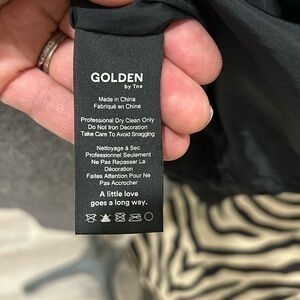 GOLDEN
by Tna
Made in China
Fabriqué en Chine
Professional Dry Clean Only
Do Not Iron Decoration
Take Care To Avoid Snagging
Nettoyage à Sec
Professionnel Seulement
Ne Pas Repasser La
Décoration
Faites Attention Pour Ne
Pas Accrocher
A little love
goes a long way.